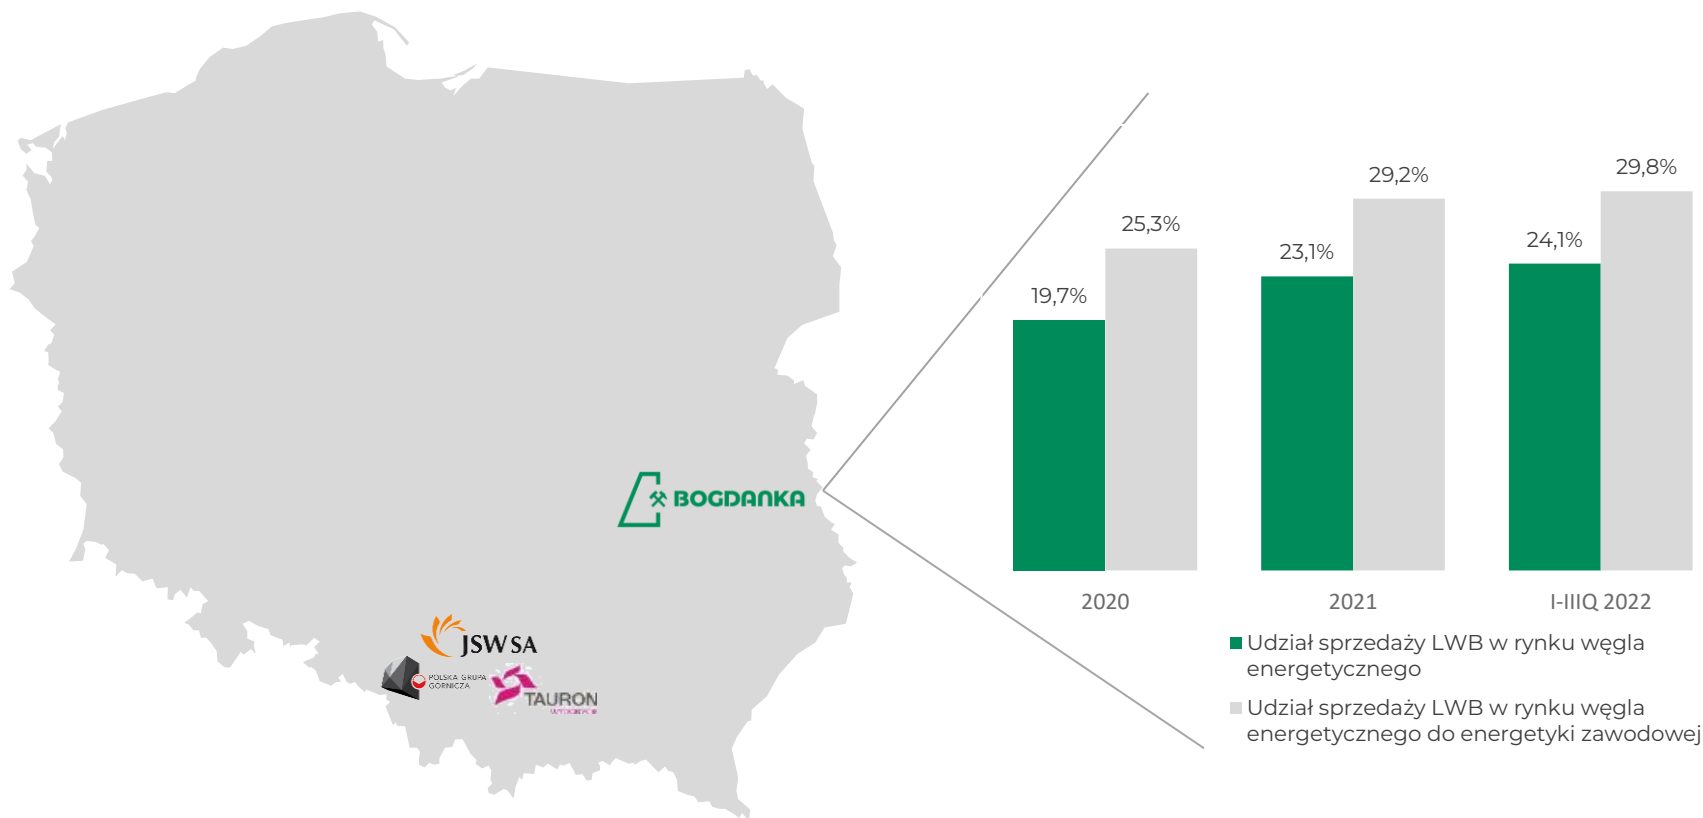 BOGDANKA
JSW SA
POLSKA GRUPA
GÓRNICZA
TAURON
WYDOBYCIE
19,7%
25,3%
23,1%
29,2%
24,1%
29,8%
2020
2021
I-IIIQ 2022
Udział sprzedaży LWB w rynku węgla
energetycznego
Udział sprzedaży LWB w rynku węgla
energetycznego do energetyki zawodowej